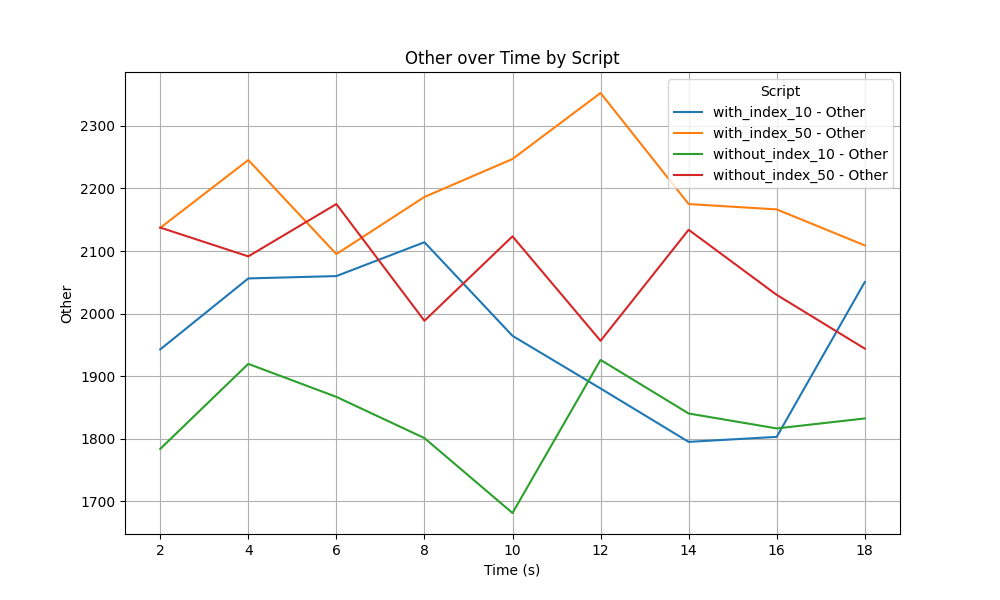 Other over Time by Script
Script
with_index_10 - Other
with_index_50 - Other
without_index_10 - Other
without_index_50 - Other
2300
2200
2100
2000
1900
1800
1700
Other
2 4 6 8 10 12 14 16 18
Time (s)